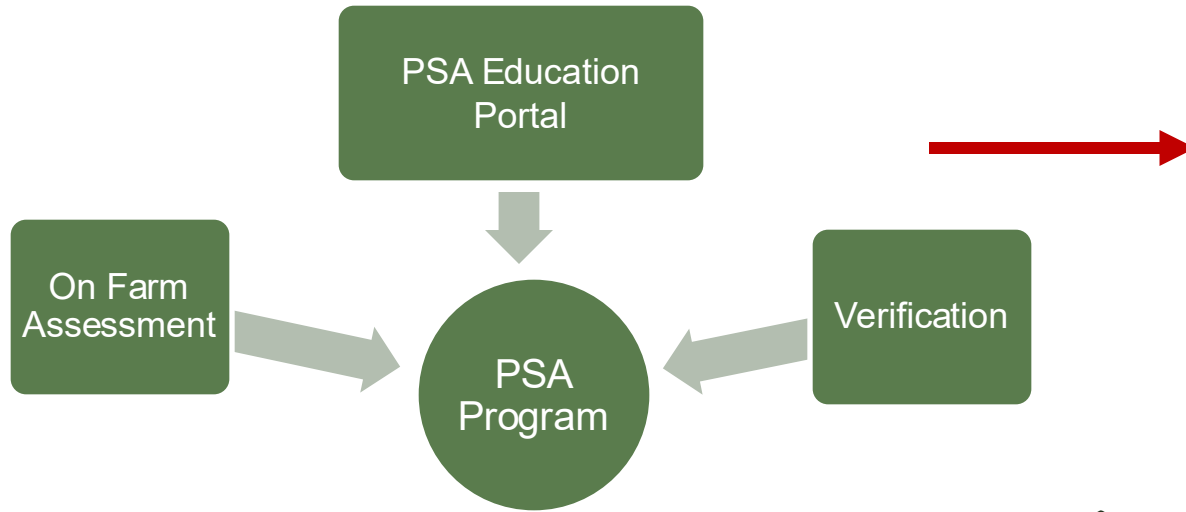 PSA Education
Portal
On Farm
Assessment
Verification
PSA
Program